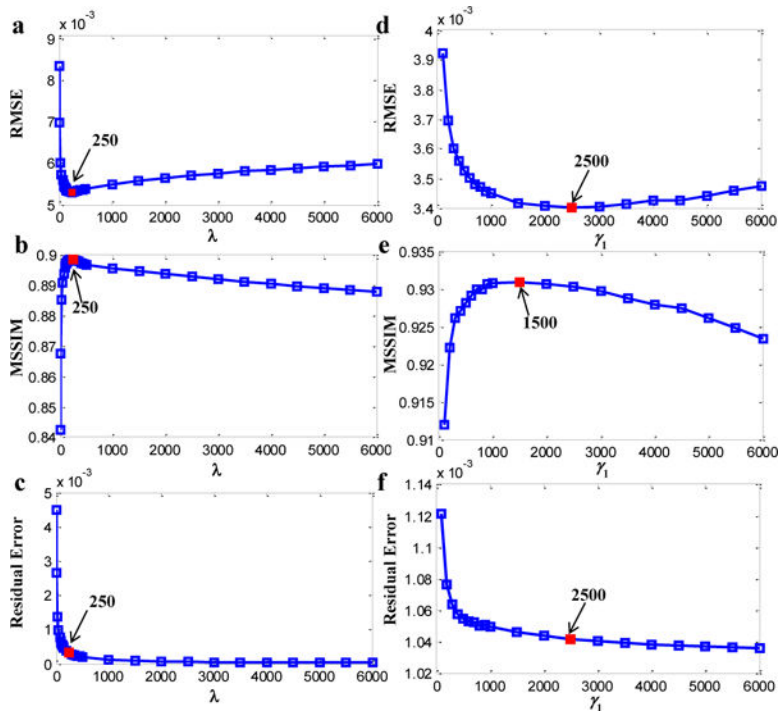 a
x 10⁻³
9
8
7
6
5
RMSE
250
0 1000 2000 3000 4000 5000 6000
λ
b
0.9
0.89
0.88
0.87
0.86
0.85
0.84
MSSIM
250
0 1000 2000 3000 4000 5000 6000
λ
c
x 10⁻³
5
4
3
2
1
0
Residual Error
250
0 1000 2000 3000 4000 5000 6000
λ
d
x 10⁻³
4
3.9
3.8
3.7
3.6
3.5
3.4
RMSE
2500
0 1000 2000 3000 4000 5000 6000
γ₁
e
0.935
0.93
0.925
0.92
0.915
0.91
MSSIM
1500
0 1000 2000 3000 4000 5000 6000
γ₁
f
x 10⁻³
1.14
1.12
1.1
1.08
1.06
1.04
1.02
Residual Error
2500
0 1000 2000 3000 4000 5000 6000
γ₁